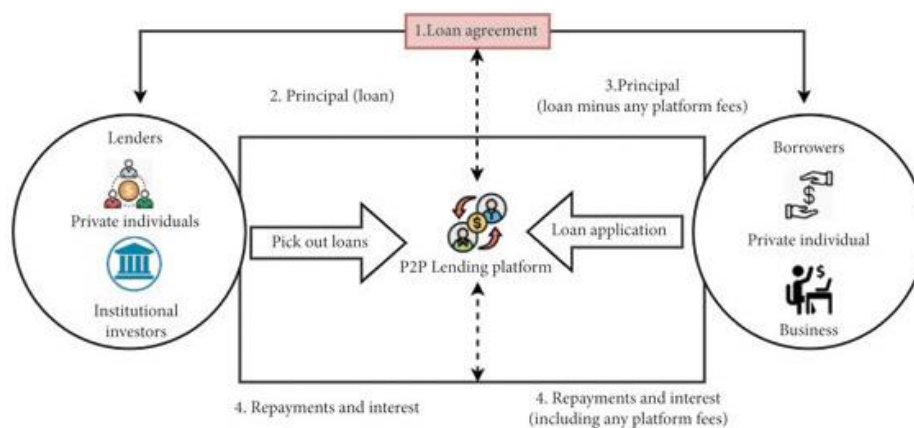 1.Loan agreement
2. Principal (loan)
3.Principal
(loan minus any platform fees)
Lenders
Private individuals
Institutional
investors
Pick out loans
P2P Lending platform
Loan application
Borrowers
Private individual
Business
4. Repayments and interest
4. Repayments and interest
(including any platform fees)